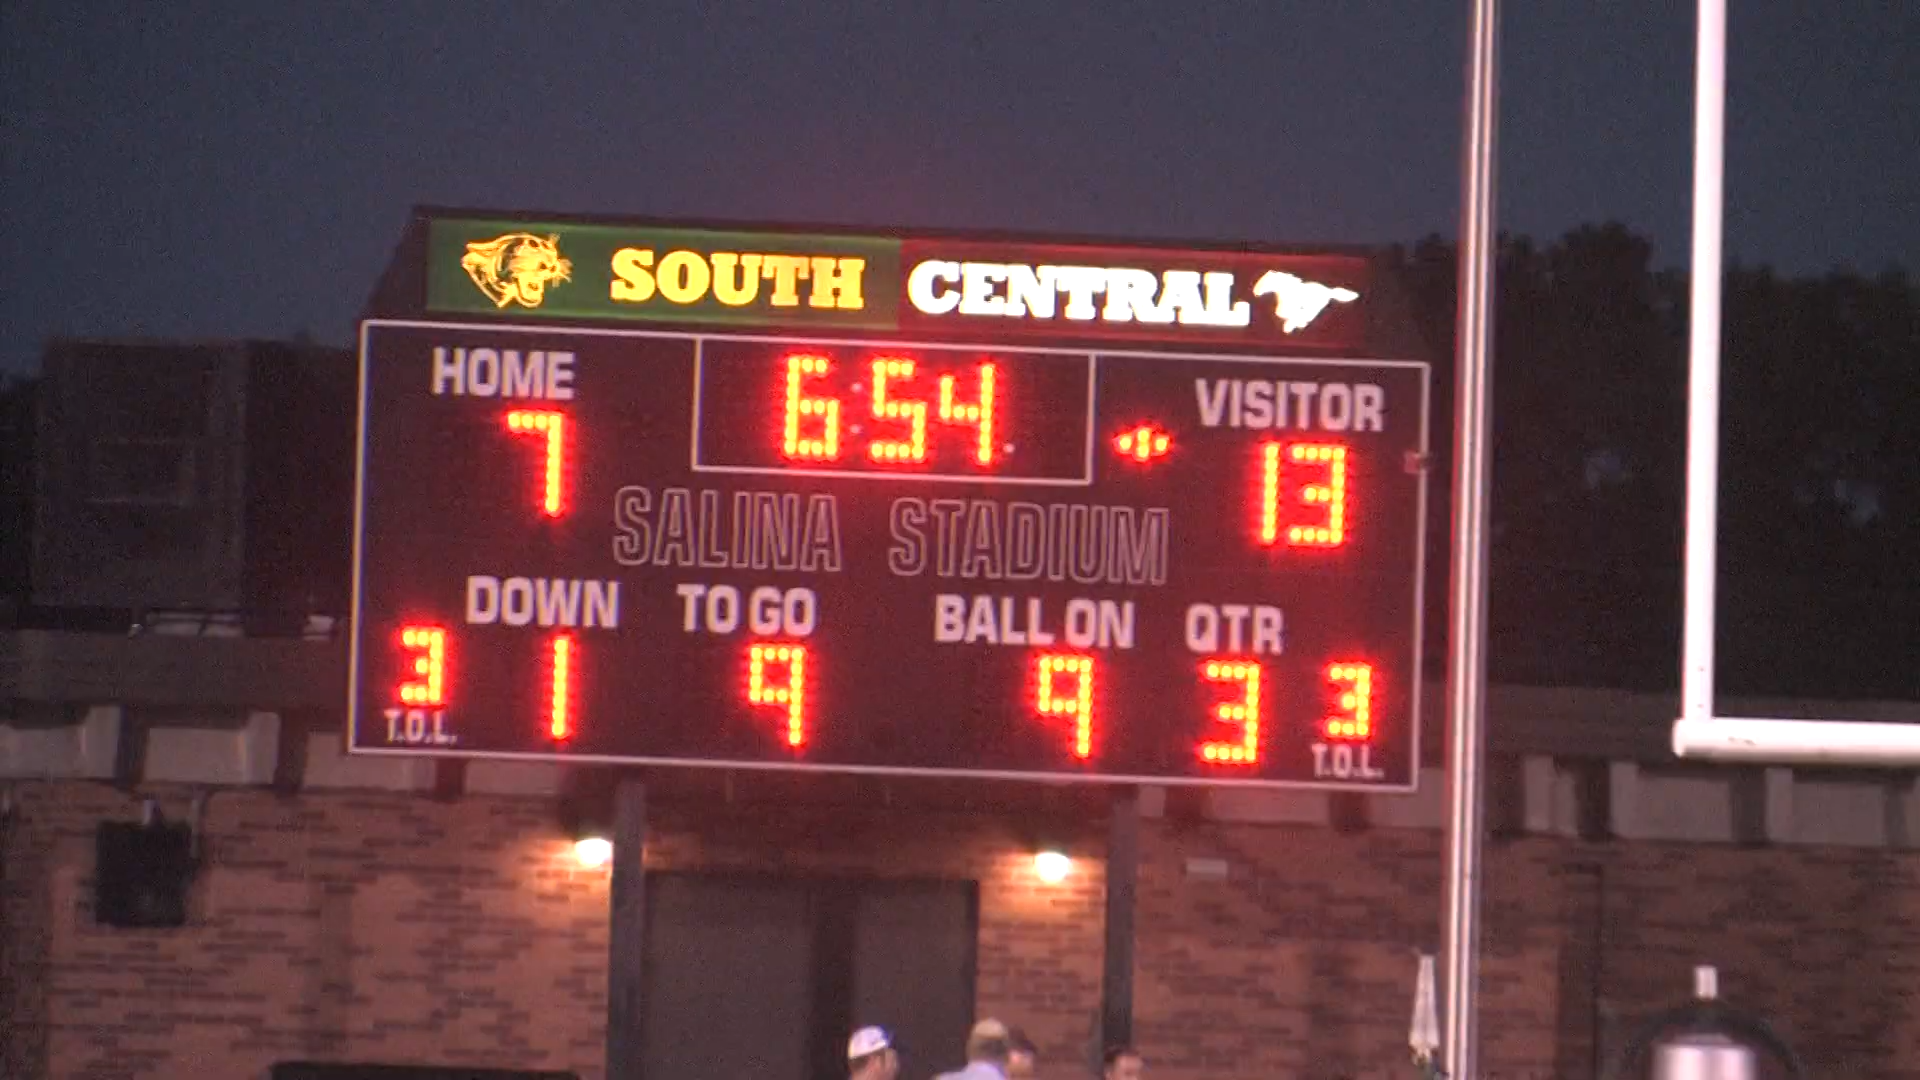 SOUTH CENTRAL
HOME 6:54 VISITOR
7 13
SALINA STADIUM
DOWN TO GO BALL ON QTR
3 1 9 9 3 3
T.O.L. T.O.L.